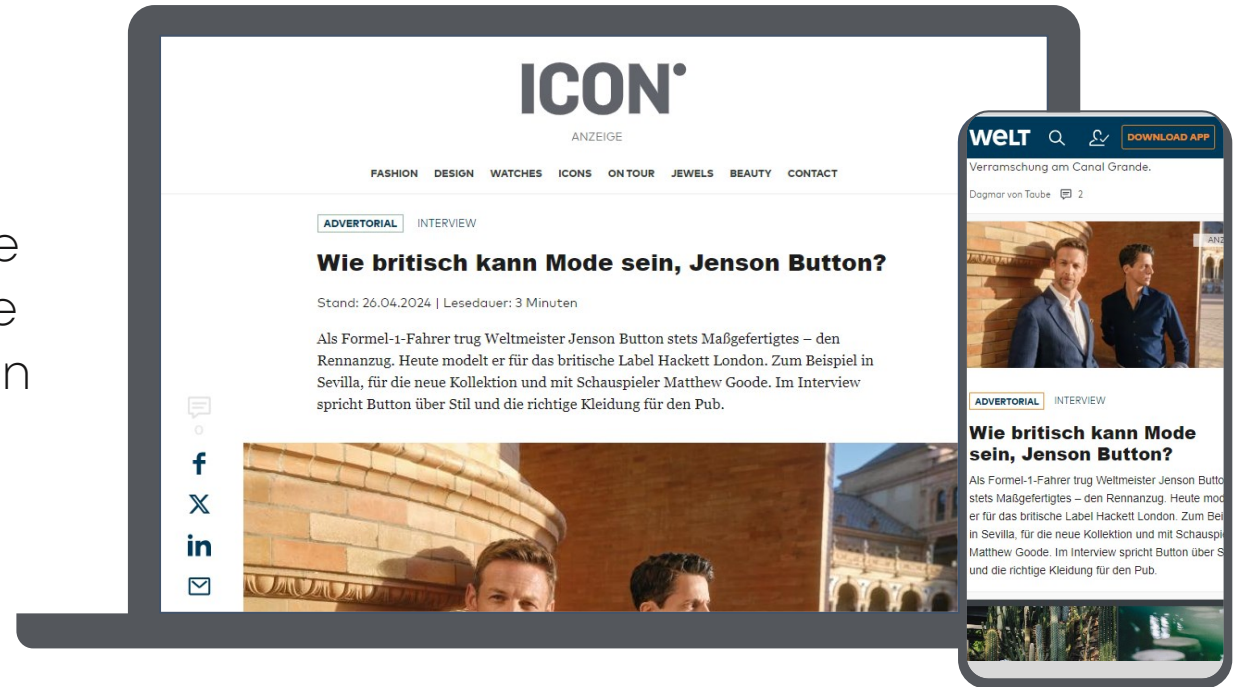 e
e
n
ICON
ANZEIGE
FASHION DESIGN WATCHES ICONS ON TOUR JEWELS BEAUTY CONTACT
ADVERTORIAL INTERVIEW
Wie britisch kann Mode sein, Jenson Button?
Stand: 26.04.2024 | Lesedauer: 3 Minuten
Als Formel-1-Fahrer trug Weltmeister Jenson Button stets Maßgefertigtes – den
Rennanzug. Heute modelt er für das britische Label Hackett London. Zum Beispiel in
Sevilla, für die neue Kollektion und mit Schauspieler Matthew Goode. Im Interview
spricht Button über Stil und die richtige Kleidung für den Pub.
0
f
X
in
WELT DOWNLOAD APP
Verramschung am Canal Grande.
Dagmar von Taube 2
ANZ
ADVERTORIAL INTERVIEW
Wie britisch kann Mode
sein, Jenson Button?
Als Formel-1-Fahrer trug Weltmeister Jenson Butto
stets Maßgefertigtes – den Rennanzug. Heute mod
er für das britische Label Hackett London. Zum Bei
in Sevilla, für die neue Kollektion und mit Schauspi
Matthew Goode. Im Interview spricht Button über S
und die richtige Kleidung für den Pub.